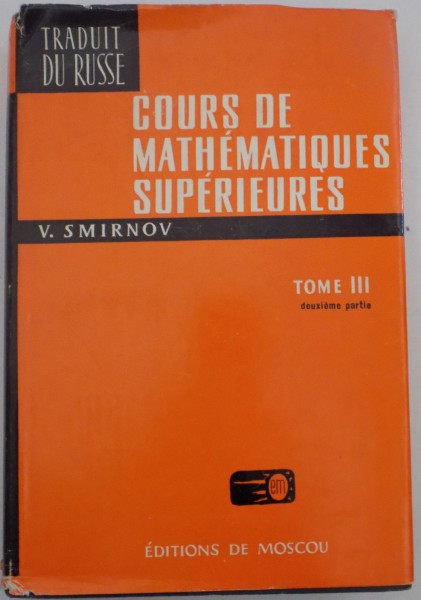 TRADUIT
DU RUSSE
COURS DE
MATHÉMATIQUES
SUPÉRIEURES
V. SMIRNOV
TOME III
deuxième partie
em
ÉDITIONS DE MOSCOU